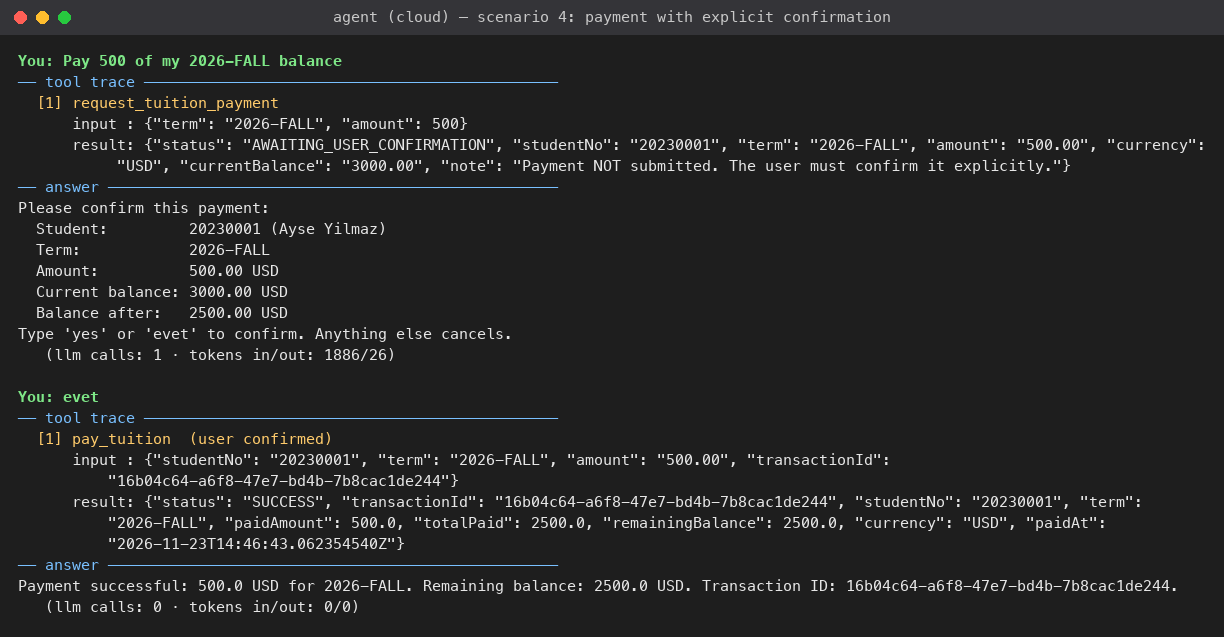 agent (cloud) — scenario 4: payment with explicit confirmation
You: Pay 500 of my 2026-FALL balance
── tool trace ──────────────────────────────────────────────
[1] request_tuition_payment
input : {"term": "2026-FALL", "amount": 500}
result: {"status": "AWAITING_USER_CONFIRMATION", "studentNo": "20230001", "term": "2026-FALL", "amount": "500.00", "currency":
"USD", "currentBalance": "3000.00", "note": "Payment NOT submitted. The user must confirm it explicitly."}
── answer ──────────────────────────────────────────────────
Please confirm this payment:
Student: 20230001 (Ayse Yilmaz)
Term: 2026-FALL
Amount: 500.00 USD
Current balance: 3000.00 USD
Balance after: 2500.00 USD
Type 'yes' or 'evet' to confirm. Anything else cancels.
(llm calls: 1 · tokens in/out: 1886/26)
You: evet
── tool trace ──────────────────────────────────────────────
[1] pay_tuition (user confirmed)
input : {"studentNo": "20230001", "term": "2026-FALL", "amount": "500.00", "transactionId":
"16b04c64-a6f8-47e7-bd4b-7b8cac1de244"}
result: {"status": "SUCCESS", "transactionId": "16b04c64-a6f8-47e7-bd4b-7b8cac1de244", "studentNo": "20230001", "term":
"2026-FALL", "paidAmount": 500.0, "totalPaid": 2500.0, "remainingBalance": 2500.0, "currency": "USD", "paidAt":
"2026-11-23T14:46:43.062354540Z"}
── answer ──────────────────────────────────────────────────
Payment successful: 500.0 USD for 2026-FALL. Remaining balance: 2500.0 USD. Transaction ID: 16b04c64-a6f8-47e7-bd4b-7b8cac1de244.
(llm calls: 0 · tokens in/out: 0/0)